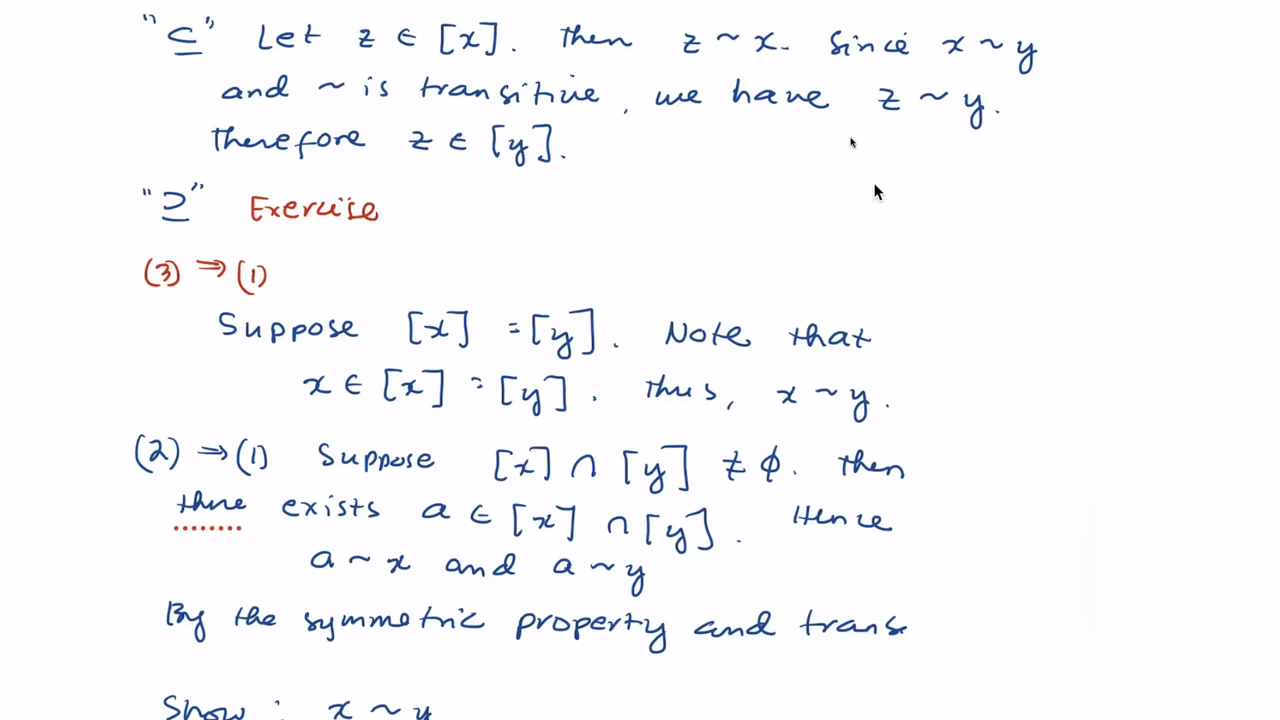 "⊆" Let z ∈ [x]. Then z ~ x. Since x ~ y
and ~ is transitive, we have z ~ y.
Therefore z ∈ [y].
"⊇" Exercise
(3) ⇒ (1)
Suppose [x] = [y]. Note that
x ∈ [x] = [y]. Thus, x ~ y.
(2) ⇒ (1) Suppose [x] ∩ [y] ≠ ϕ. Then
there exists a ∈ [x] ∩ [y]. Hence
a ~ x and a ~ y
By the symmetric property and trans
Show : x ~ y